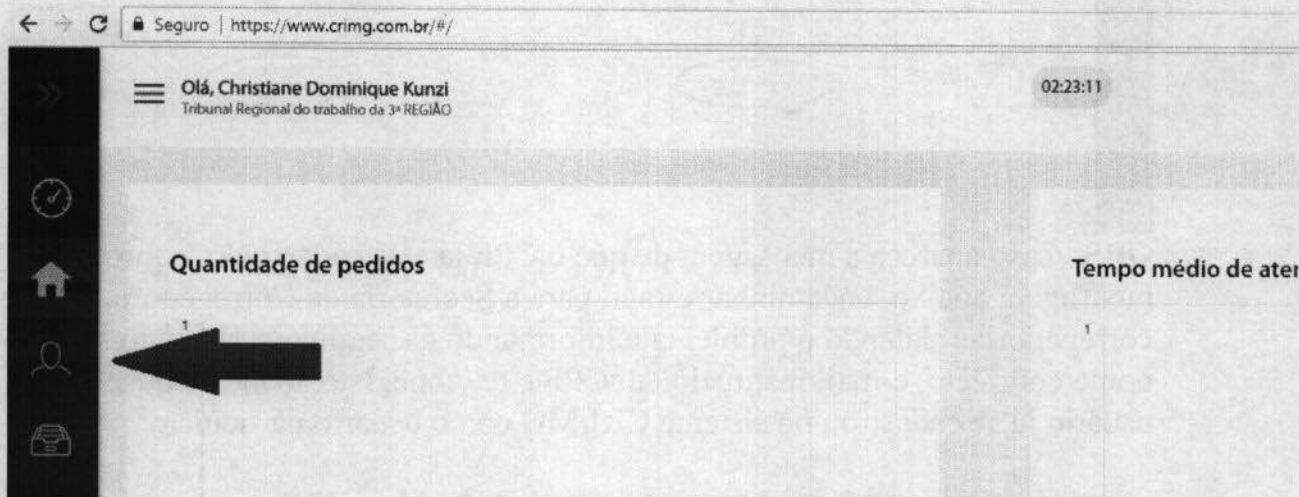 Seguro | https://www.crimg.com.br/#/
Olá, Christiane Dominique Kunzi
Tribunal Regional do trabalho da 3ª REGIÃO
02:23:11
Quantidade de pedidos
Tempo médio de ater
1
1